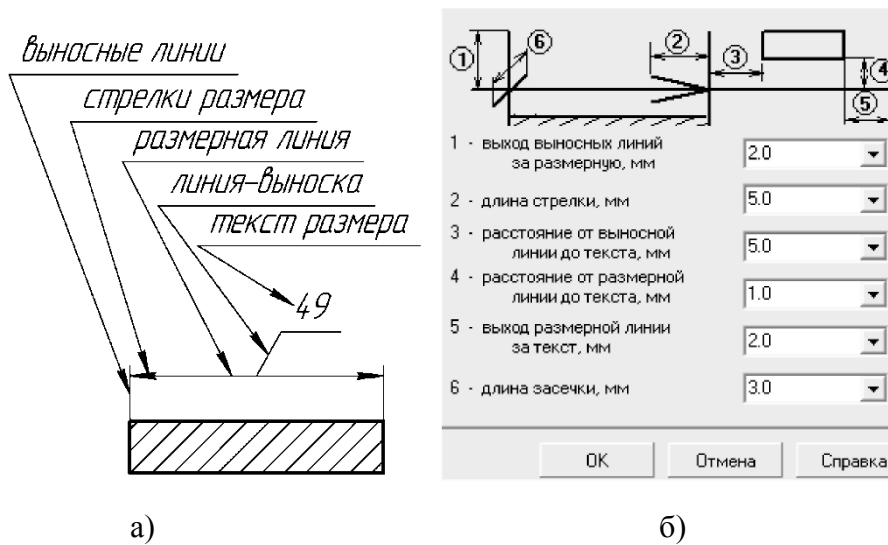 выносные линии
стрелки размера
размерная линия
линия-выноска
текст размера
49
а)
1
6
2
3
4
5
1 - выход выносных линий
за размерную, мм
2.0
2 - длина стрелки, мм
5.0
3 - расстояние от выносной
линии до текста, мм
5.0
4 - расстояние от размерной
линии до текста, мм
1.0
5 - выход размерной линии
за текст, мм
2.0
6 - длина засечки, мм
3.0
OK
Отмена
Справка
б)